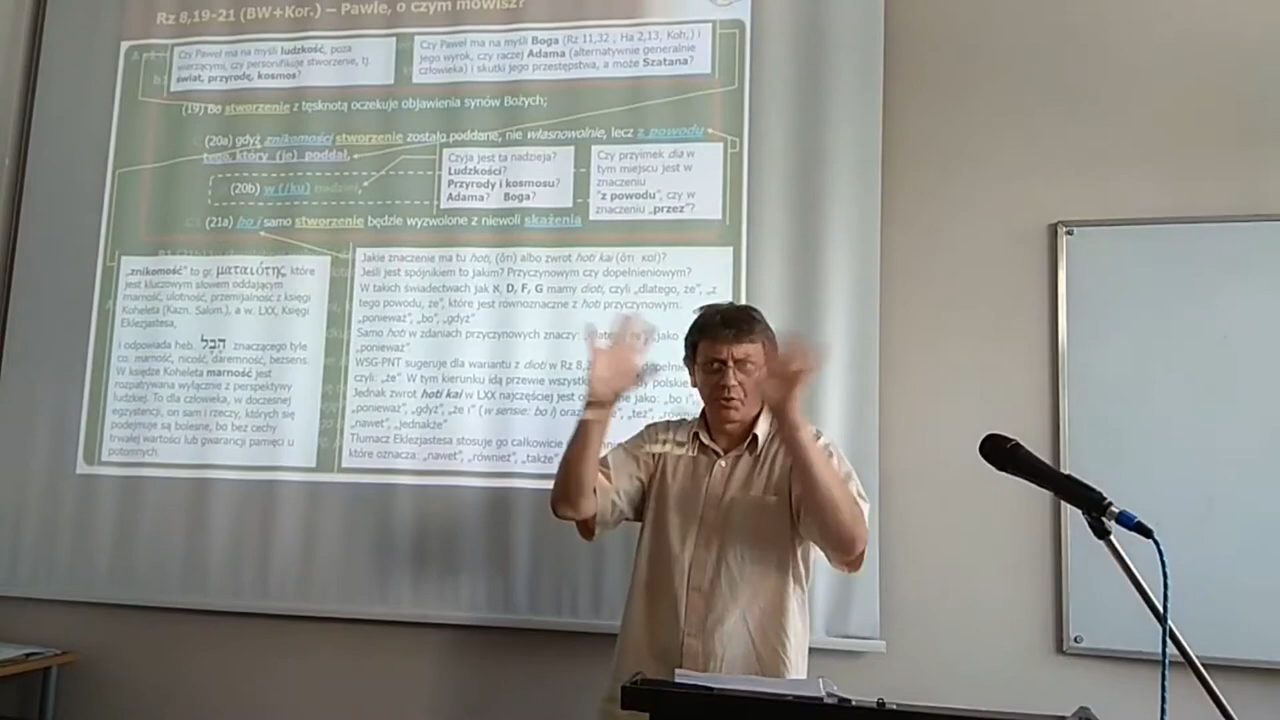 Rz 8,19-21 (BW+Kor.) – Pawle, o czym mówisz?
Czy Paweł ma na myśli ludzkość, poza
wierzącymi, czy personifikuje stworzenie, tj.
świat, przyrodę, kosmos?
Czy Paweł ma na myśli Boga (Rz 11,32 , Ha 2,13, Koh,) i
jego wyrok, czy raczej Adama (alternatywnie generalnie
człowieka) i skutki jego przestępstwa, a może Szatana?
(19) Bo stworzenie z tęsknotą oczekuje objawienia synów Bożych;
(20a) gdyż znikomości stworzenie zostało poddane, nie własnowolnie, lecz z powodu
tego, który (je) poddał,
(20b) w (/ku) nadziei,
Czyja jest ta nadzieja?
Ludzkości?
Przyrody i kosmosu?
Adama? Boga?
Czy przyimek dia w
tym miejscu jest w
znaczeniu
"z powodu", czy w
znaczeniu „przez"?
(21a) bo i samo stworzenie będzie wyzwolone z niewoli skażenia
„znikomość" to gr. ματαιότης, które
jest kluczowym słowem oddającym
marność, ulotność, przemijalność z księgi
Koheleta (Kazn. Salom.), a w. LXX, Księgi
Eklezjastesa,
i odpowiada heb. הֶבֶל znaczącego tyle
co: marność, nicość, daremność, bezsens.
W księdze Koheleta marność jest
rozpatrywana wyłącznie z perspektywy
ludzkiej. To dla człowieka, w doczesnej
egzystencji, on sam i rzeczy, których się
podejmuje są bolesne, bo bez cechy
trwałej wartości lub gwarancji pamięci u
potomnych.
Jakie znaczenie ma tu hoti, (ὅτι) albo zwrot hoti kai (ὅτι καὶ)?
Jeśli jest spójnikiem to jakim? Przyczynowym czy dopełnieniowym?
W takich świadectwach jak א, D, F, G mamy dioti, czyli „dlatego, że", „z
tego powodu, że", które jest równoznaczne z hoti przyczynowym:
„ponieważ", „bo", „gdyż"
Samo hoti w zdaniach przyczynowych znaczy: jako
„ponieważ"
WSG-PNT sugeruje dla wariantu z dioti w Rz 8,
czyli: „że". W tym kierunku idą przewie wszystk polskie
Jednak zwrot hoti kai w LXX najczęściej jest jako: „bo i",
„ponieważ", „gdyż", „że i" (w sensie: bo i) oraz „też",
„nawet", „jednakże"
Tłumacz Eklezjastesa stosuje go całkowicie
które oznacza: „nawet", „również", „także"